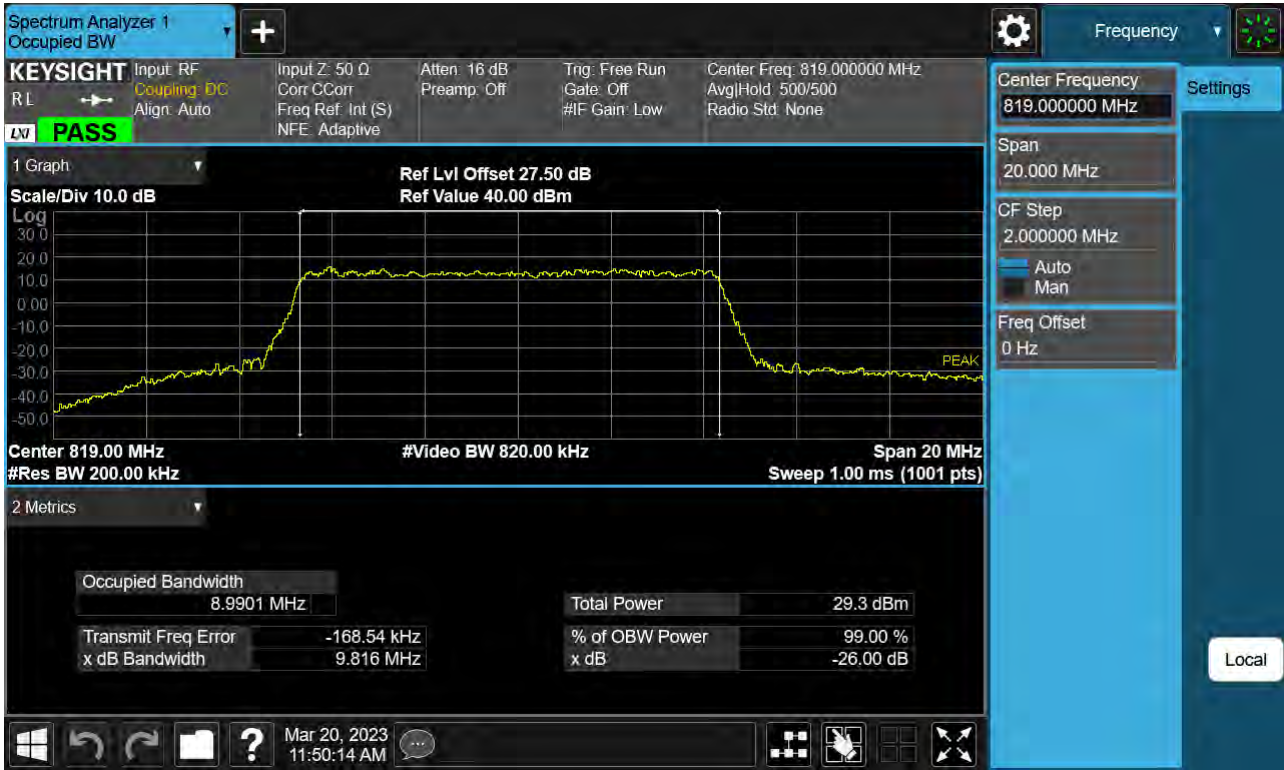 Spectrum Analyzer 1
Occupied BW
Frequency
KEYSIGHT
RL
LXI PASS
Input: RF
Coupling: DC
Align: Auto
Input Z: 50 Ω
Corr CCorr
Freq Ref: Int (S)
NFE: Adaptive
Atten: 16 dB
Preamp: Off
Trig: Free Run
Gate: Off
#IF Gain: Low
Center Freq: 819.000000 MHz
Avg|Hold: 500/500
Radio Std: None
Center Frequency
819.000000 MHz
Settings
Span
20.000 MHz
CF Step
2.000000 MHz
Auto
Man
Freq Offset
0 Hz
Local
1 Graph
Scale/Div 10.0 dB
Ref Lvl Offset 27.50 dB
Ref Value 40.00 dBm
Log
30.0
20.0
10.0
0.00
-10.0
-20.0
-30.0
-40.0
-50.0
PEAK
Center 819.00 MHz
#Video BW 820.00 kHz
Span 20 MHz
#Res BW 200.00 kHz
Sweep 1.00 ms (1001 pts)
2 Metrics
Occupied Bandwidth
8.9901 MHz
Total Power 29.3 dBm
Transmit Freq Error -168.54 kHz
% of OBW Power 99.00 %
x dB Bandwidth 9.816 MHz
x dB -26.00 dB
Mar 20, 2023
11:50:14 AM